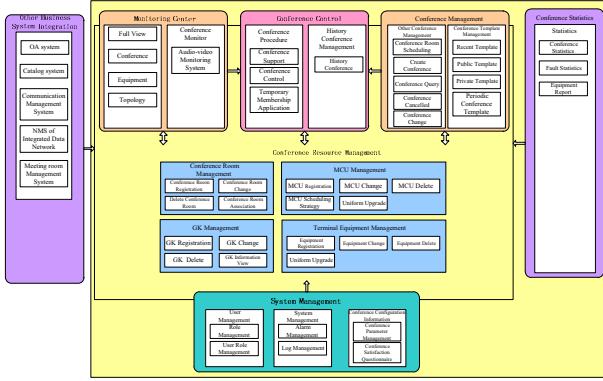 Other Business
System Integration
OA system
Catalog system
Communication
Management
System
NMS of
Integrated Data
Network
Meeting room
Management
System
Monitoring Center
Full View
Conference
Equipment
Topology
Conference
Monitor
Audio-video
Monitoring
System
Conference Control
Conference
Procedure
Conference
Support
Conference
Control
Temporary
Membership
Application
History
Conference
Management
History
Conference
Conference Management
Other Conference
Management
Conference Room
Scheduling
Create
Conference
Conference Query
Conference
Cancelled
Conference
Change
Conference Template
Management
Recent Template
Public Template
Private Template
Periodic
Conference
Template
Conference Statistics
Statistics
Conference
Statistics
Fault Statistics
Equipment
Report
Conference Resource Management
Conference Room
Management
Conference Room
Registration
Conference Room
Change
Delete Conference
Room
Conference Room
Association
MCU Management
MCU Registration
MCU Change
MCU Delete
MCU Scheduling
Strategy
Uniform Upgrade
GK Management
GK Registration
GK Change
GK Delete
GK Information
View
Terminal Equipment Management
Equipment
Registration
Equipment Change
Equipment Delete
Uniform Upgrade
System Management
User
Management
Role
Management
User Role
Management
System
Management
Alarm
Management
Log Management
Conference Configuration
Information
Conference
Parameter
Management
Conference
Satisfaction
Questionnaire